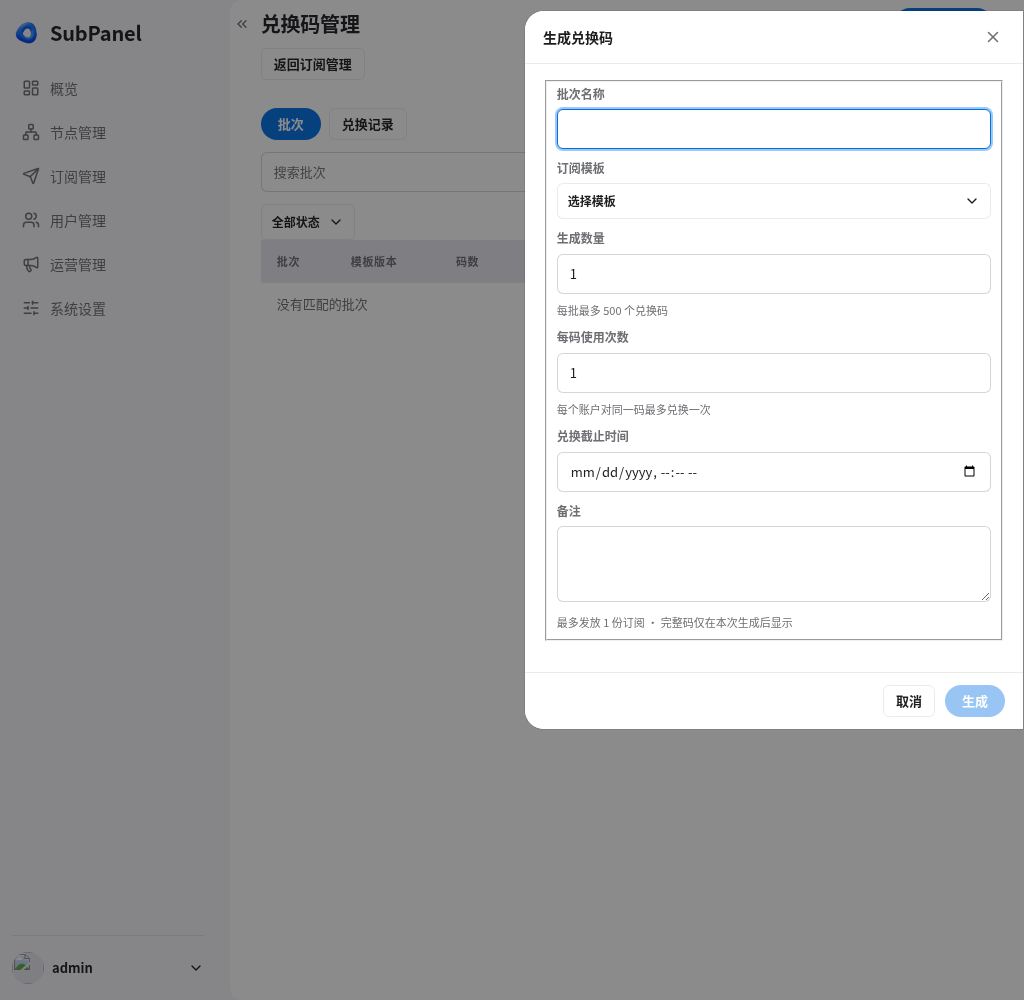 SubPanel
概览
节点管理
订阅管理
用户管理
运营管理
系统设置
admin
兑换码管理
返回订阅管理
批次
兑换记录
搜索批次
全部状态
批次 模板版本 码数
没有匹配的批次
生成兑换码
批次名称
订阅模板
选择模板
生成数量
1
每批最多 500 个兑换码
每码使用次数
1
每个账户对同一码最多兑换一次
兑换截止时间
mm/dd/yyyy, --:-- --
备注
最多发放 1 份订阅 · 完整码仅在本次生成后显示
取消 生成